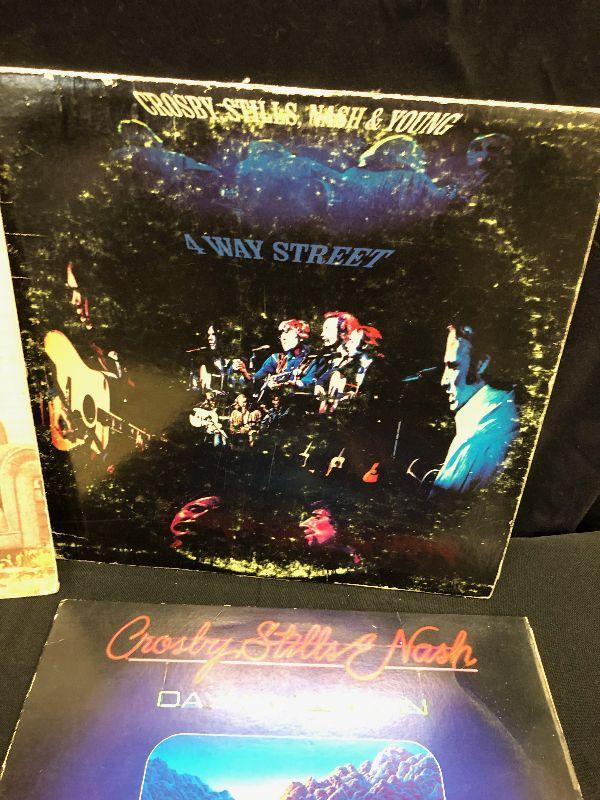 CROSBY, STILLS, NASH & YOUNG
4 WAY STREET
Crosby, Stills & Nash